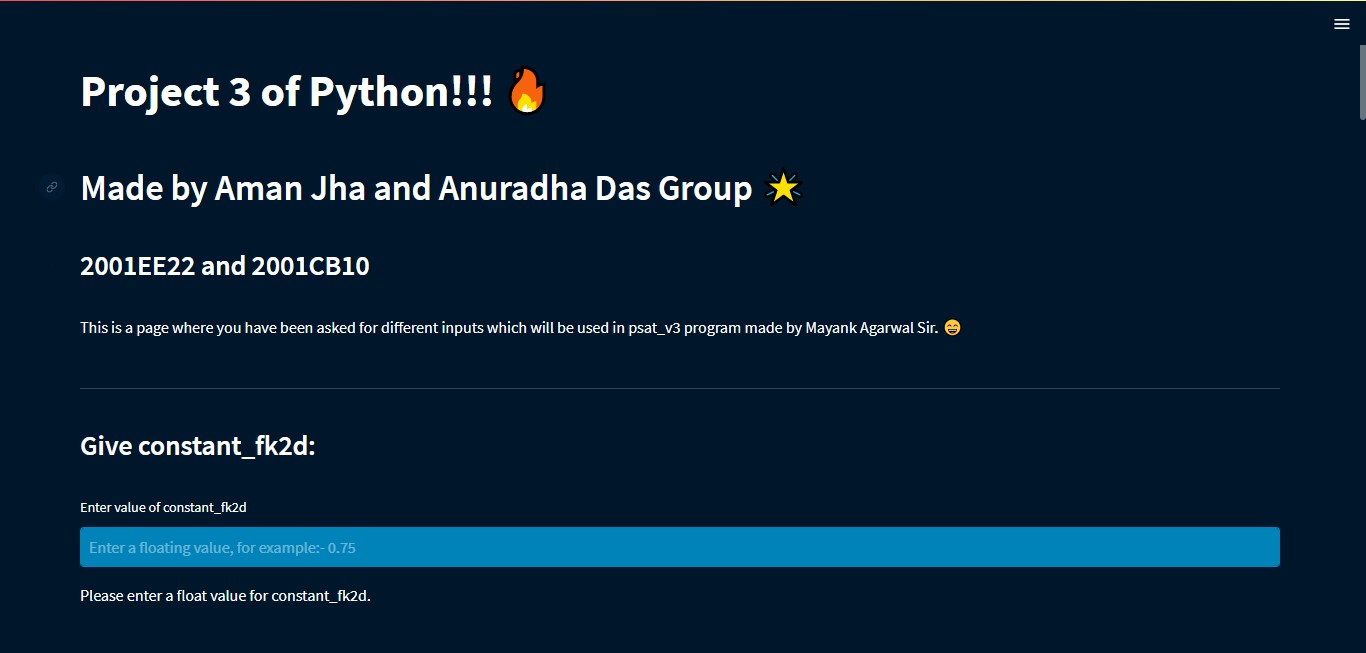 Project 3 of Python!!! 🔥
Made by Aman Jha and Anuradha Das Group 🌟
2001EE22 and 2001CB10
This is a page where you have been asked for different inputs which will be used in psat_v3 program made by Mayank Agarwal Sir. 😄
Give constant_fk2d:
Enter value of constant_fk2d
Enter a floating value, for example:- 0.75
Please enter a float value for constant_fk2d.